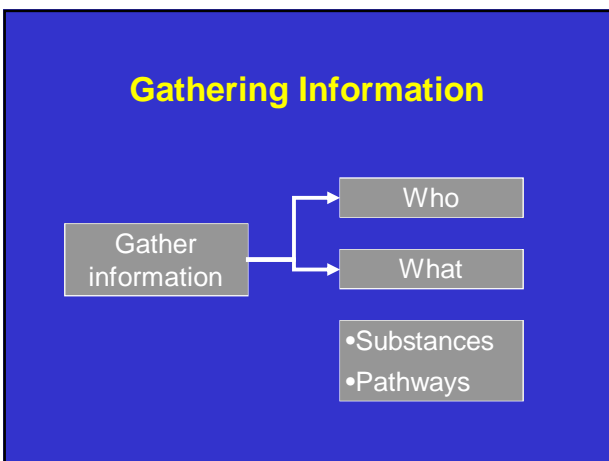 Gathering Information
Who
Gather
information
What
•Substances
•Pathways